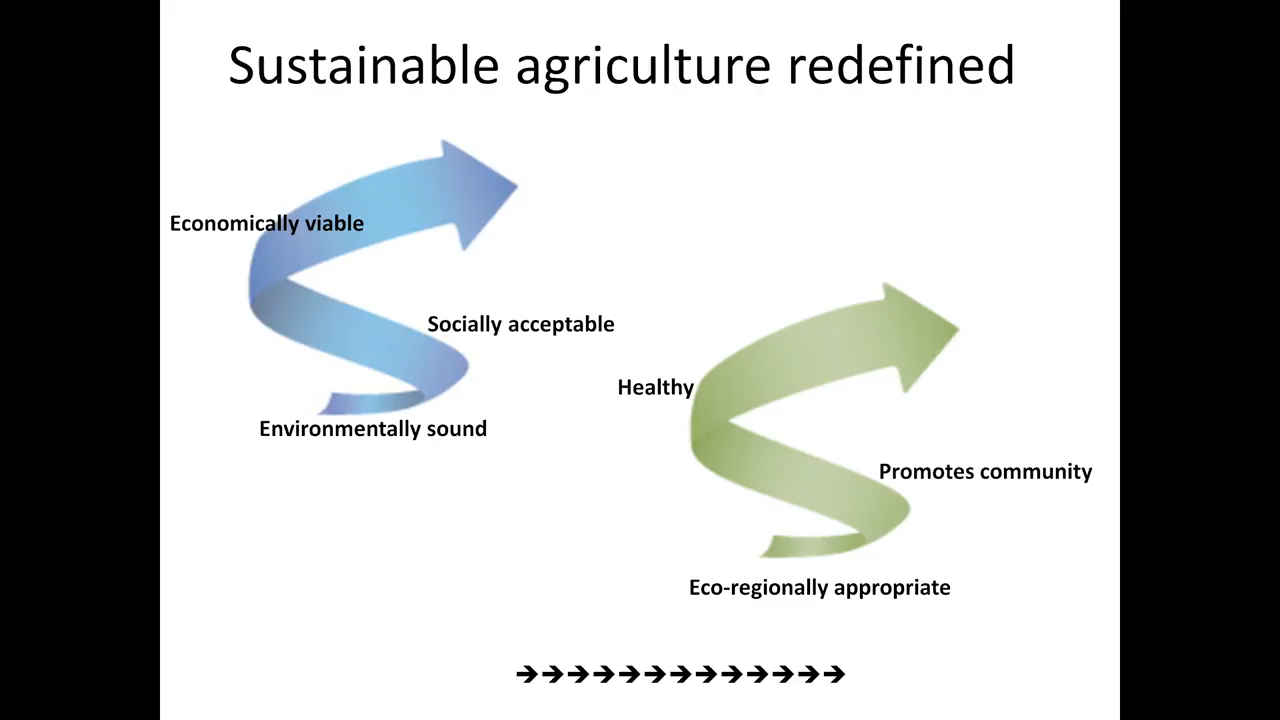 Sustainable agriculture redefined
Economically viable
Socially acceptable
Environmentally sound
Healthy
Promotes community
Eco-regionally appropriate
➔➔➔➔➔➔➔➔➔➔➔➔➔